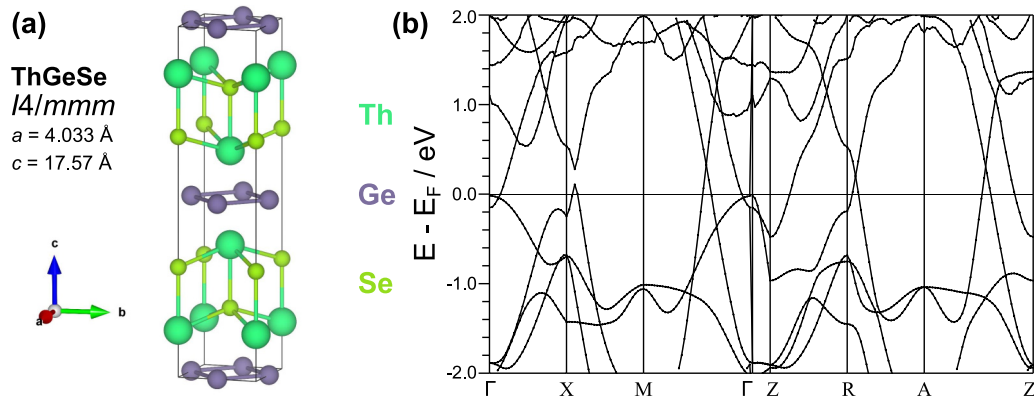 (a)
ThGeSe
I4/mmm
a = 4.033 Å
c = 17.57 Å
c
a
b
Th
Ge
Se
(b)
E - E_F / eV
2.0
1.0
0.0
-1.0
-2.0
Γ X M Γ Z R A Z